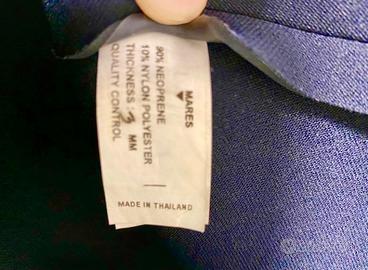 MARES
90% NEOPRENE
10% NYLON POLYESTER
THICKNESS : 3 MM
QUALITY CONTROL
MADE IN THAILAND